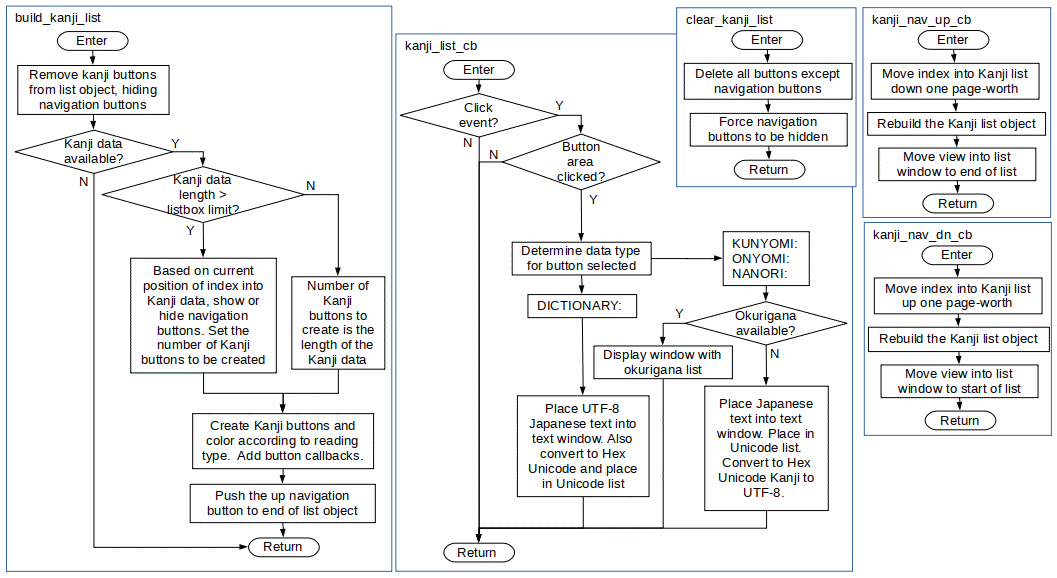 build_kanji_list
Enter
Remove kanji buttons
from list object, hiding
navigation buttons
Kanji data
available?
Y
N
Kanji data
length >
listbox limit?
N
Y
Based on current
position of index into
Kanji data, show or
hide navigation
buttons. Set the
number of Kanji
buttons to be created
Number of
Kanji
buttons to
create is the
length of the
Kanji data
Create Kanji buttons and
color according to reading
type. Add button callbacks.
Push the up navigation
button to end of list object
Return
kanji_list_cb
Enter
Click
event?
Y
N
Button
area
clicked?
N
Y
Determine data type
for button selected
KUNYOMI:
ONYOMI:
NANORI:
DICTIONARY:
Okurigana
available?
Y
N
Display window with
okurigana list
Place UTF-8
Japanese text into
text window. Also
convert to Hex
Unicode and place
in Unicode list
Place Japanese
text into text
window. Place in
Unicode list.
Convert to Hex
Unicode Kanji to
UTF-8.
Return
clear_kanji_list
Enter
Delete all buttons except
navigation buttons
Force navigation
buttons to be hidden
Return
kanji_nav_up_cb
Enter
Move index into Kanji list
down one page-worth
Rebuild the Kanji list object
Move view into list
window to end of list
Return
kanji_nav_dn_cb
Enter
Move index into Kanji list
up one page-worth
Rebuild the Kanji list object
Move view into list
window to start of list
Return